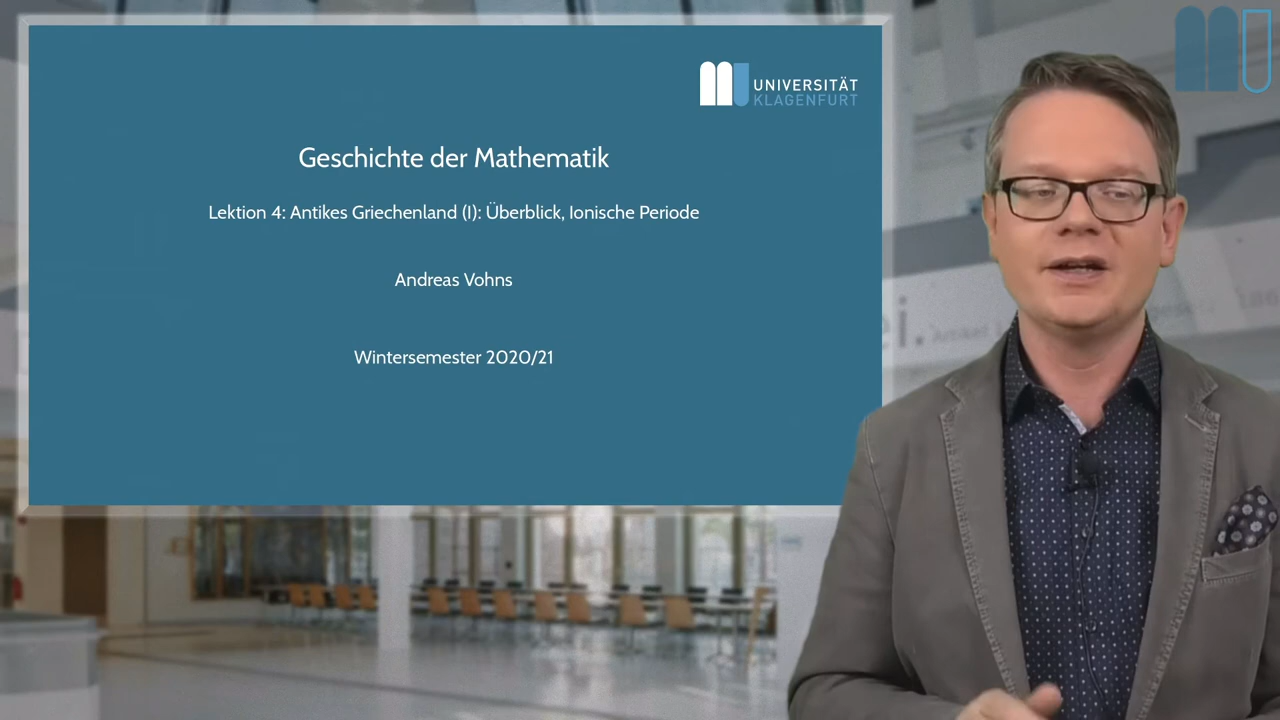 UNIVERSITÄT
KLAGENFURT
Geschichte der Mathematik
Lektion 4: Antikes Griechenland (I): Überblick, Ionische Periode
Andreas Vohns
Wintersemester 2020/21